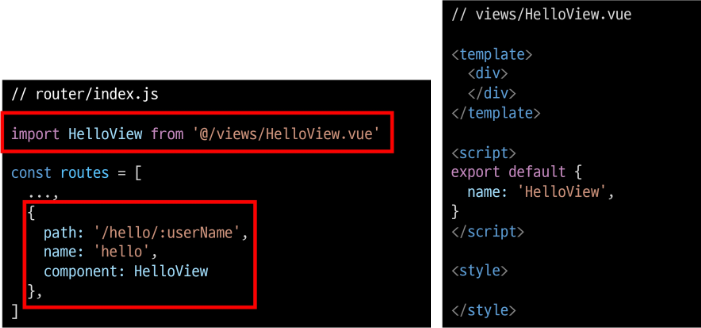 // router/index.js
import HelloView from '@/views/HelloView.vue'
const routes = [
...,
{
path: '/hello/:userName',
name: 'hello',
component: HelloView
},
]
// views/HelloView.vue
<template>
<div>
</div>
</template>
<script>
export default {
name: 'HelloView',
}
</script>
<style>
</style>